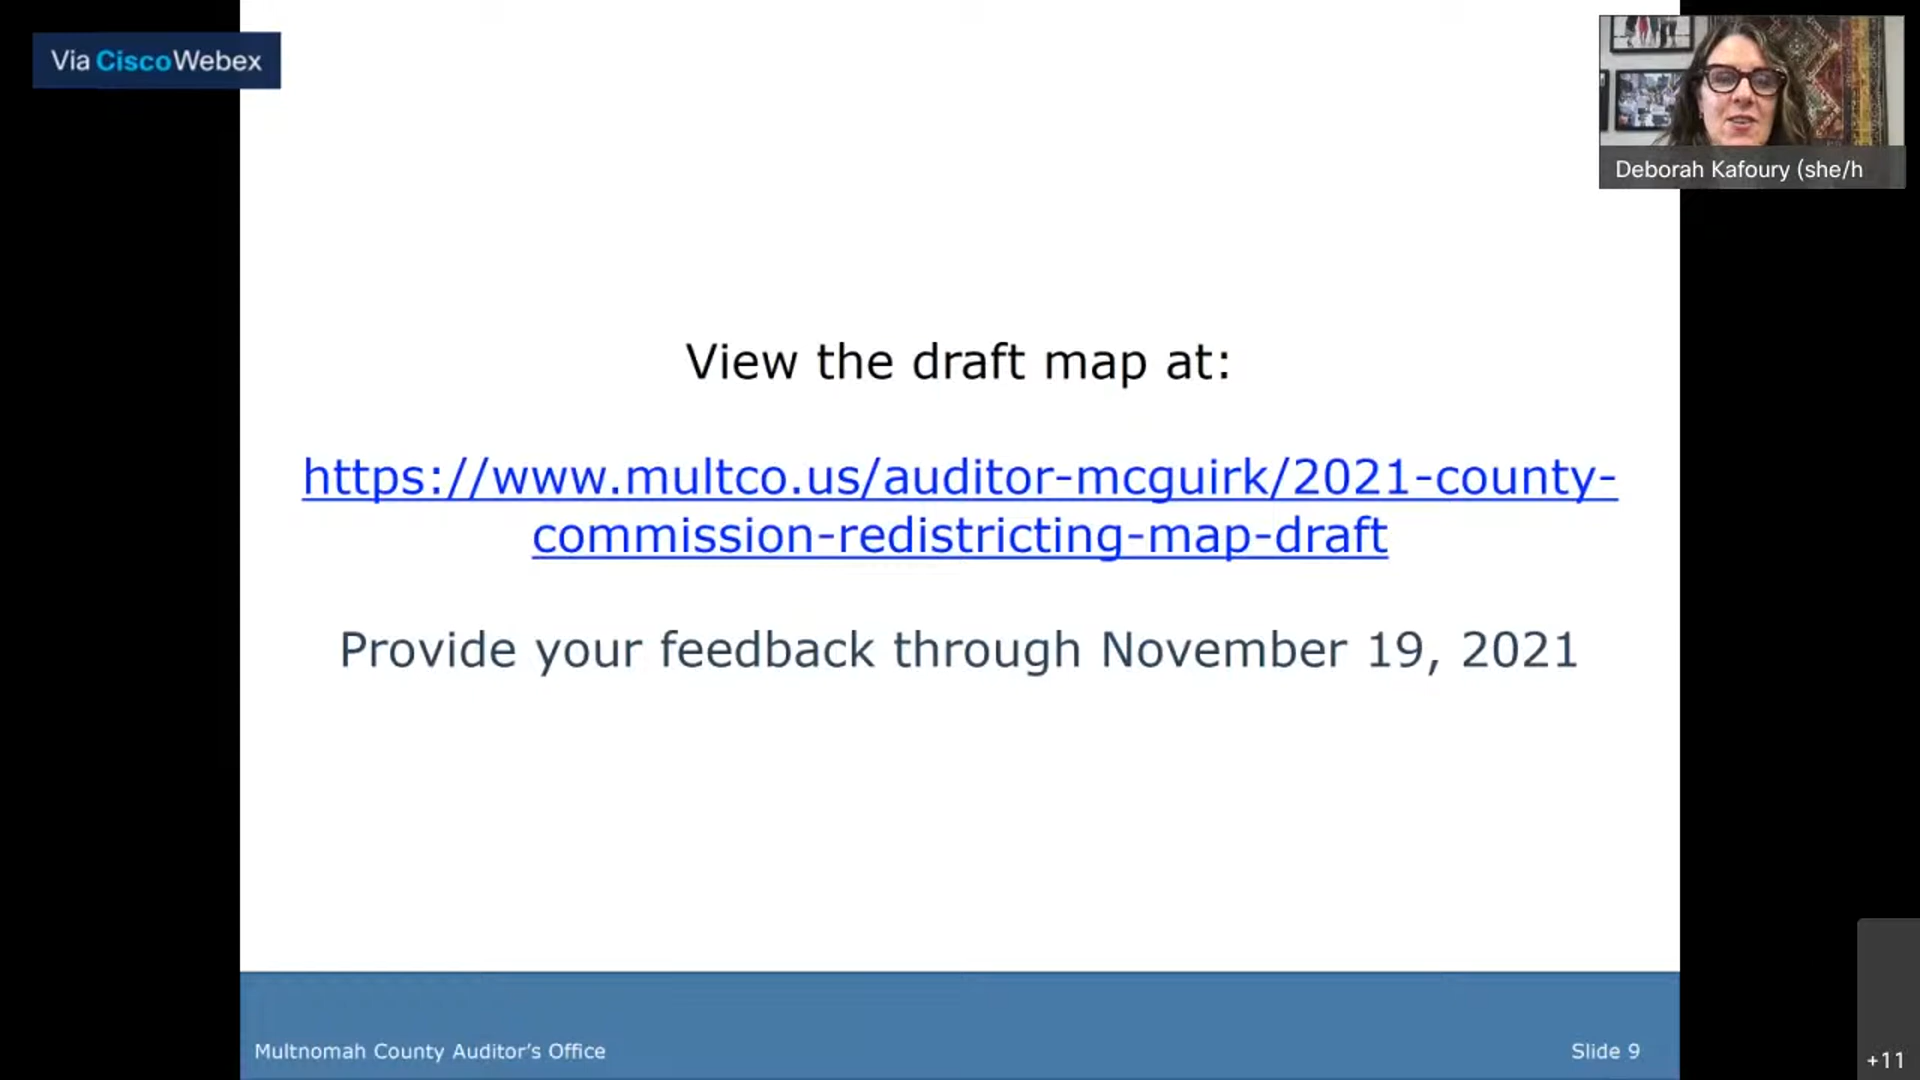 Via CiscoWebex
Deborah Kafoury (she/h
View the draft map at:
https://www.multco.us/auditor-mcguirk/2021-county-
commission-redistricting-map-draft
Provide your feedback through November 19, 2021
Multnomah County Auditor’s Office
Slide 9
+11